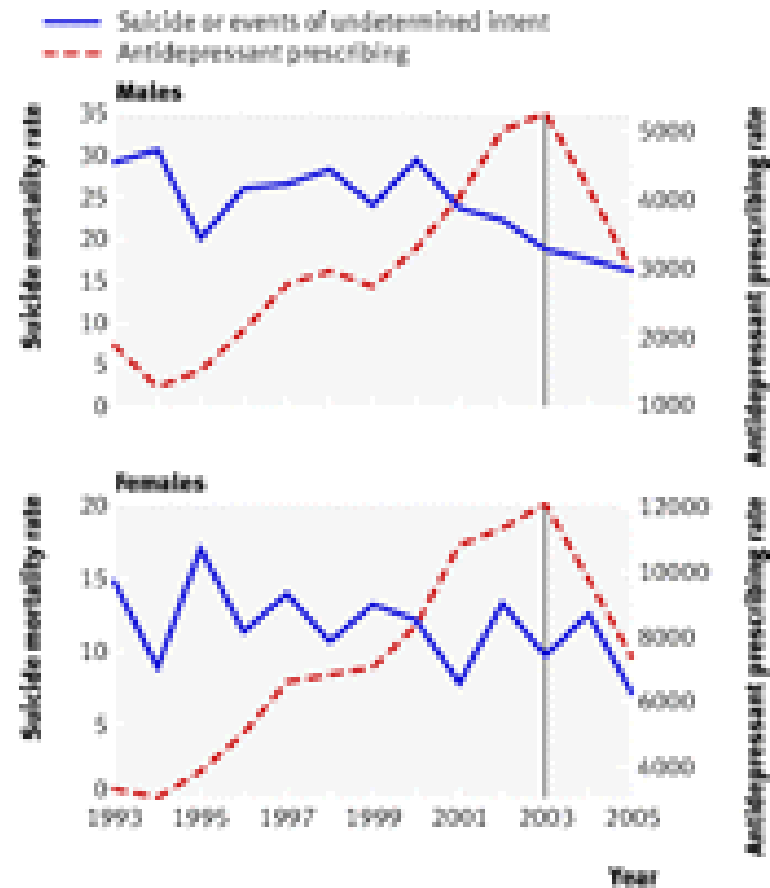 Suicide or events of undetermined intent
Antidepressant prescribing
Males
Suicide mortality rate
35
30
25
20
15
10
5
0
5000
4000
3000
2000
1000
Antidepressant prescribing rate
Females
Suicide mortality rate
20
15
10
5
0
12000
10000
8000
6000
4000
Antidepressant prescribing rate
1993 1995 1997 1999 2001 2003 2005
Year